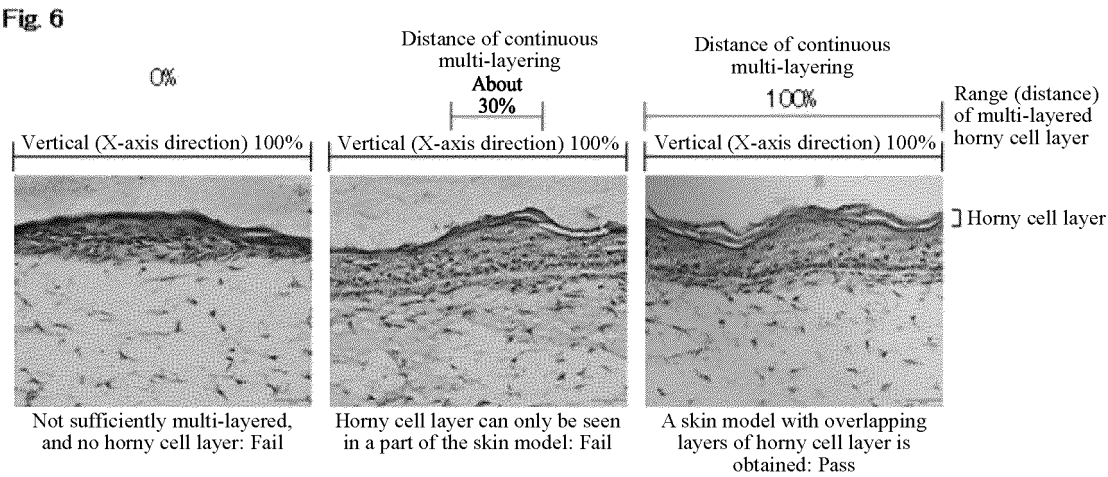 Fig. 6
0%
Vertical (X-axis direction) 100%
Not sufficiently multi-layered,
and no horny cell layer: Fail
Distance of continuous
multi-layering
About
30%
Vertical (X-axis direction) 100%
Horny cell layer can only be seen
in a part of the skin model: Fail
Distance of continuous
multi-layering
100%
Vertical (X-axis direction) 100%
A skin model with overlapping
layers of horny cell layer is
obtained: Pass
Range (distance)
of multi-layered
horny cell layer
Horny cell layer